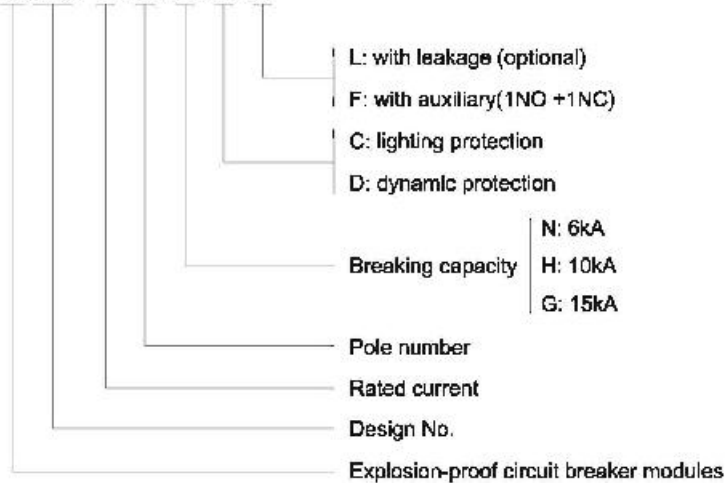 L: with leakage (optional)
F: with auxiliary(1NO +1NC)
C: lighting protection
D: dynamic protection
Breaking capacity
N: 6kA
H: 10kA
G: 15kA
Pole number
Rated current
Design No.
Explosion-proof circuit breaker modules